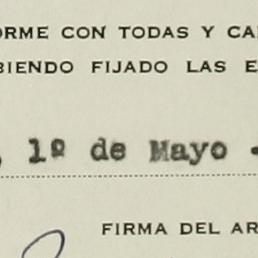 ORME CON TODAS Y CA
BIENDO FIJADO LAS E
, 1º de Mayo -
FIRMA DEL AR